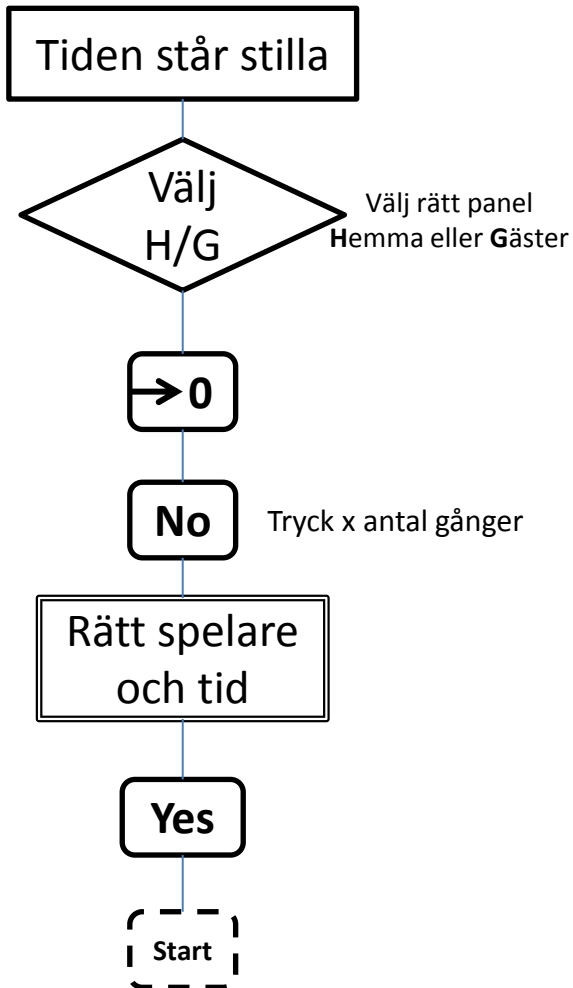 Tiden står stilla
Välj
H/G
Välj rätt panel
Hemma eller Gäster
→0
No
Tryck x antal gånger
Rätt spelare
och tid
Yes
Start